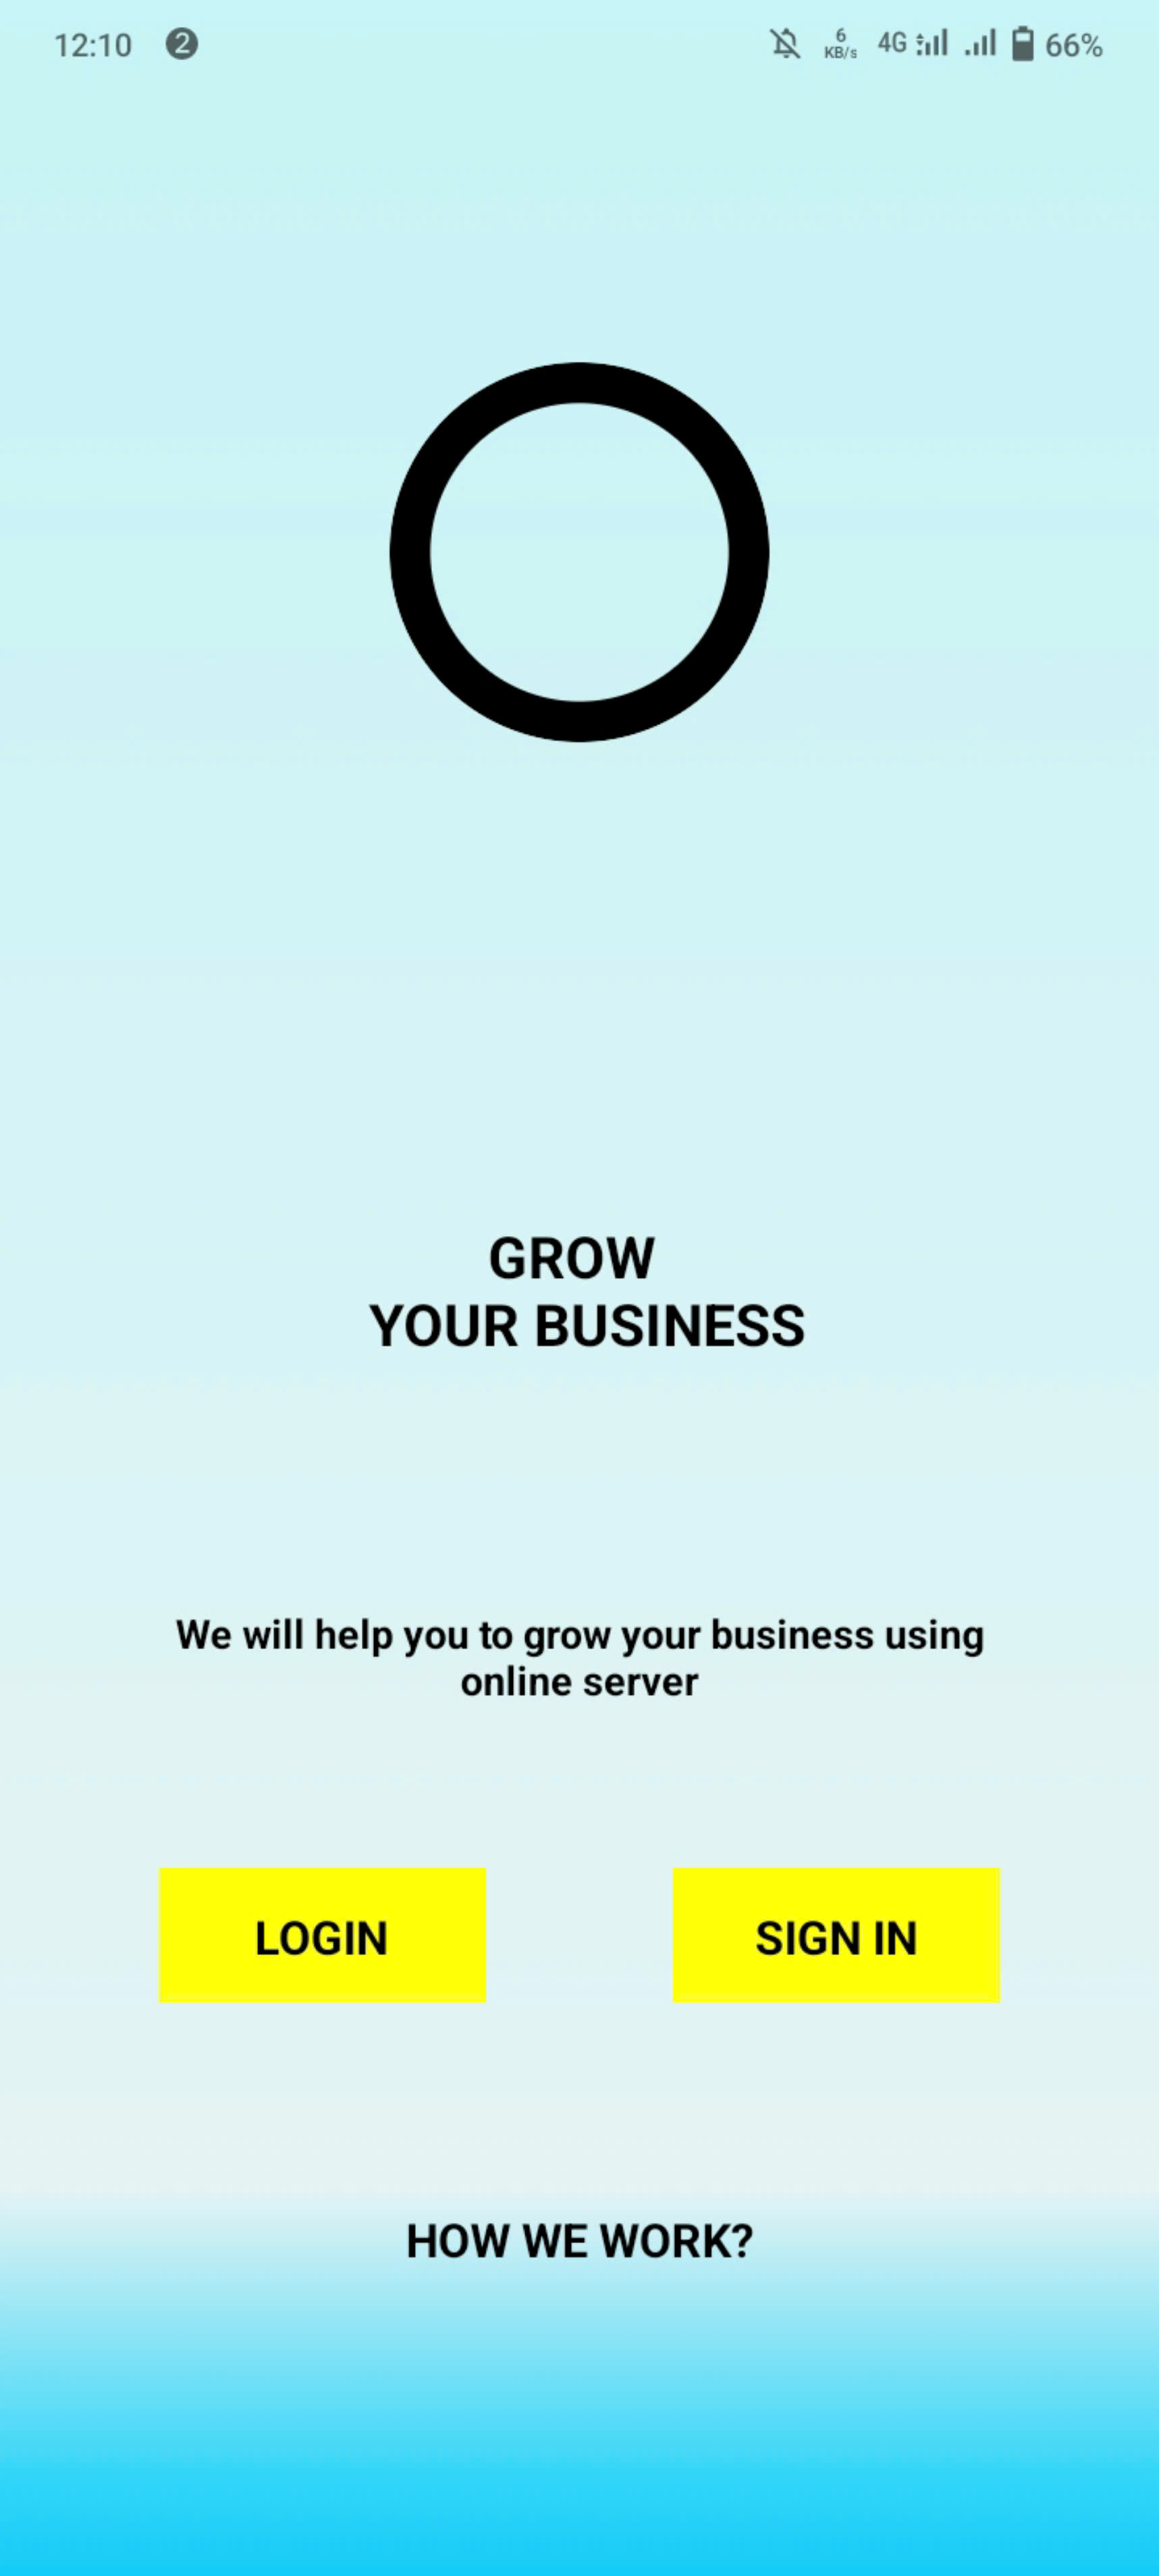 12:10 2 6 KB/s 4G 66%
GROW
YOUR BUSINESS
We will help you to grow your business using
online server
LOGIN SIGN IN
HOW WE WORK?